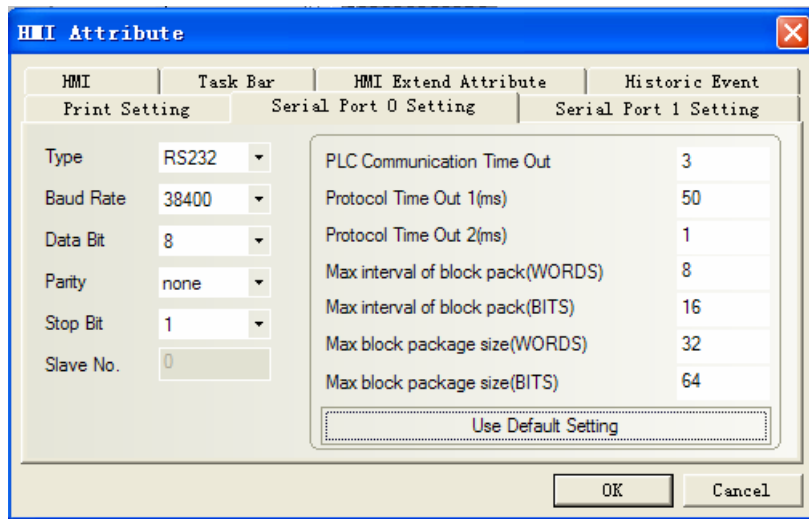 HMI Attribute
HMI Task Bar HMI Extend Attribute Historic Event
Print Setting Serial Port 0 Setting Serial Port 1 Setting
Type RS232
Baud Rate 38400
Data Bit 8
Parity none
Stop Bit 1
Slave No. 0
PLC Communication Time Out 3
Protocol Time Out 1(ms) 50
Protocol Time Out 2(ms) 1
Max interval of block pack(WORDS) 8
Max interval of block pack(BITS) 16
Max block package size(WORDS) 32
Max block package size(BITS) 64
Use Default Setting
OK Cancel